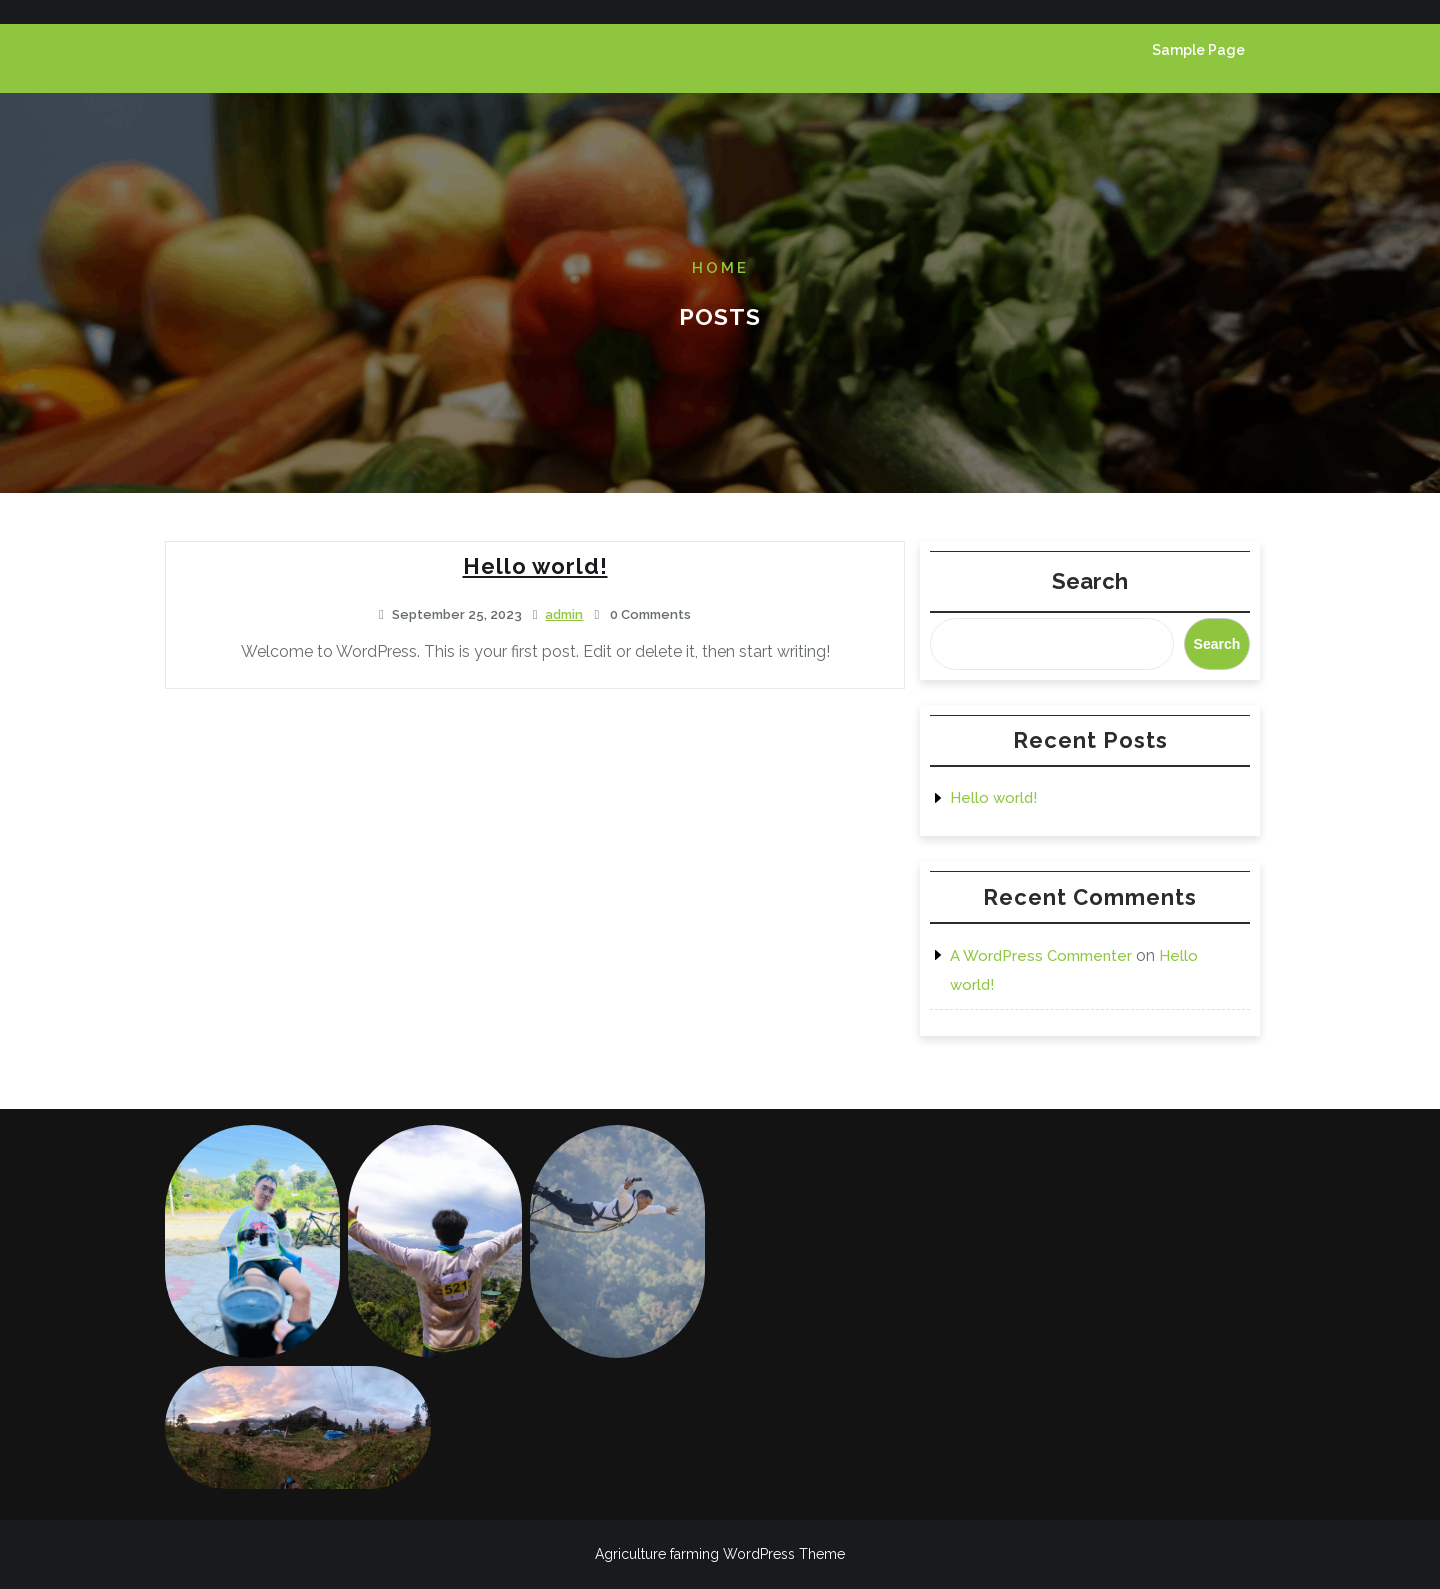 Sample Page
HOME
POSTS
Hello world!
September 25, 2023 admin 0 Comments
Welcome to WordPress. This is your first post. Edit or delete it, then start writing!
Search
Search
Recent Posts
Hello world!
Recent Comments
A WordPress Commenter on Hello
world!
521
Agriculture farming WordPress Theme